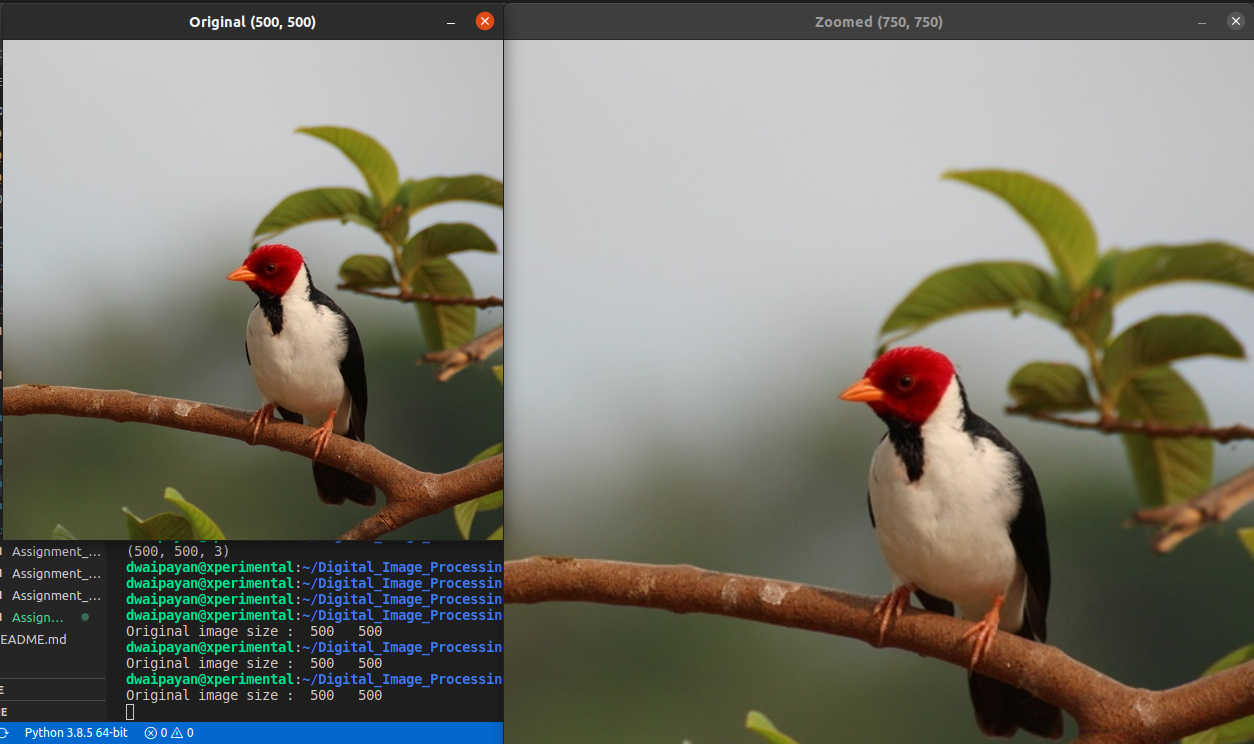 Original (500, 500)
Zoomed (750, 750)
Assignment_...
Assignment_...
Assignment_...
Assign...
EADME.md
E
E
(500, 500, 3)
dwaipayan@xperimental:~/Digital_Image_Processin
dwaipayan@xperimental:~/Digital_Image_Processin
dwaipayan@xperimental:~/Digital_Image_Processin
dwaipayan@xperimental:~/Digital_Image_Processin
Original image size :  500   500
dwaipayan@xperimental:~/Digital_Image_Processin
Original image size :  500   500
dwaipayan@xperimental:~/Digital_Image_Processin
Original image size :  500   500
Python 3.8.5 64-bit
0
0